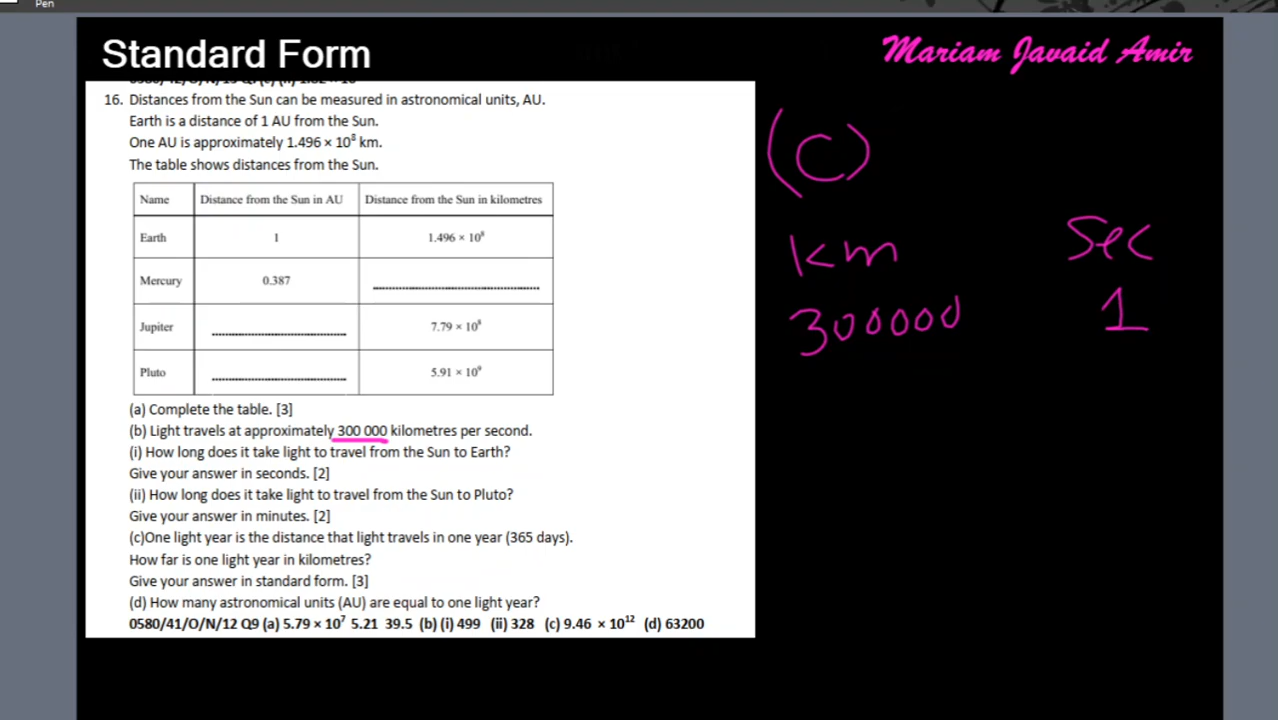 Pen
Standard Form
Mariam Javaid Amir
16. Distances from the Sun can be measured in astronomical units, AU.
Earth is a distance of 1 AU from the Sun.
One AU is approximately 1.496 × 10⁸ km.
The table shows distances from the Sun.
Name Distance from the Sun in AU Distance from the Sun in kilometres
Earth 1 1.496 × 10⁸
Mercury 0.387 ........................................
Jupiter ........................................ 7.79 × 10⁸
Pluto ........................................ 5.91 × 10⁹
(a) Complete the table. [3]
(b) Light travels at approximately 300 000 kilometres per second.
(i) How long does it take light to travel from the Sun to Earth?
Give your answer in seconds. [2]
(ii) How long does it take light to travel from the Sun to Pluto?
Give your answer in minutes. [2]
(c)One light year is the distance that light travels in one year (365 days).
How far is one light year in kilometres?
Give your answer in standard form. [3]
(d) How many astronomical units (AU) are equal to one light year?
0580/41/O/N/12 Q9 (a) 5.79 × 10⁷ 5.21 39.5 (b) (i) 499 (ii) 328 (c) 9.46 × 10¹² (d) 63200
(C)
km Sec
300000 1